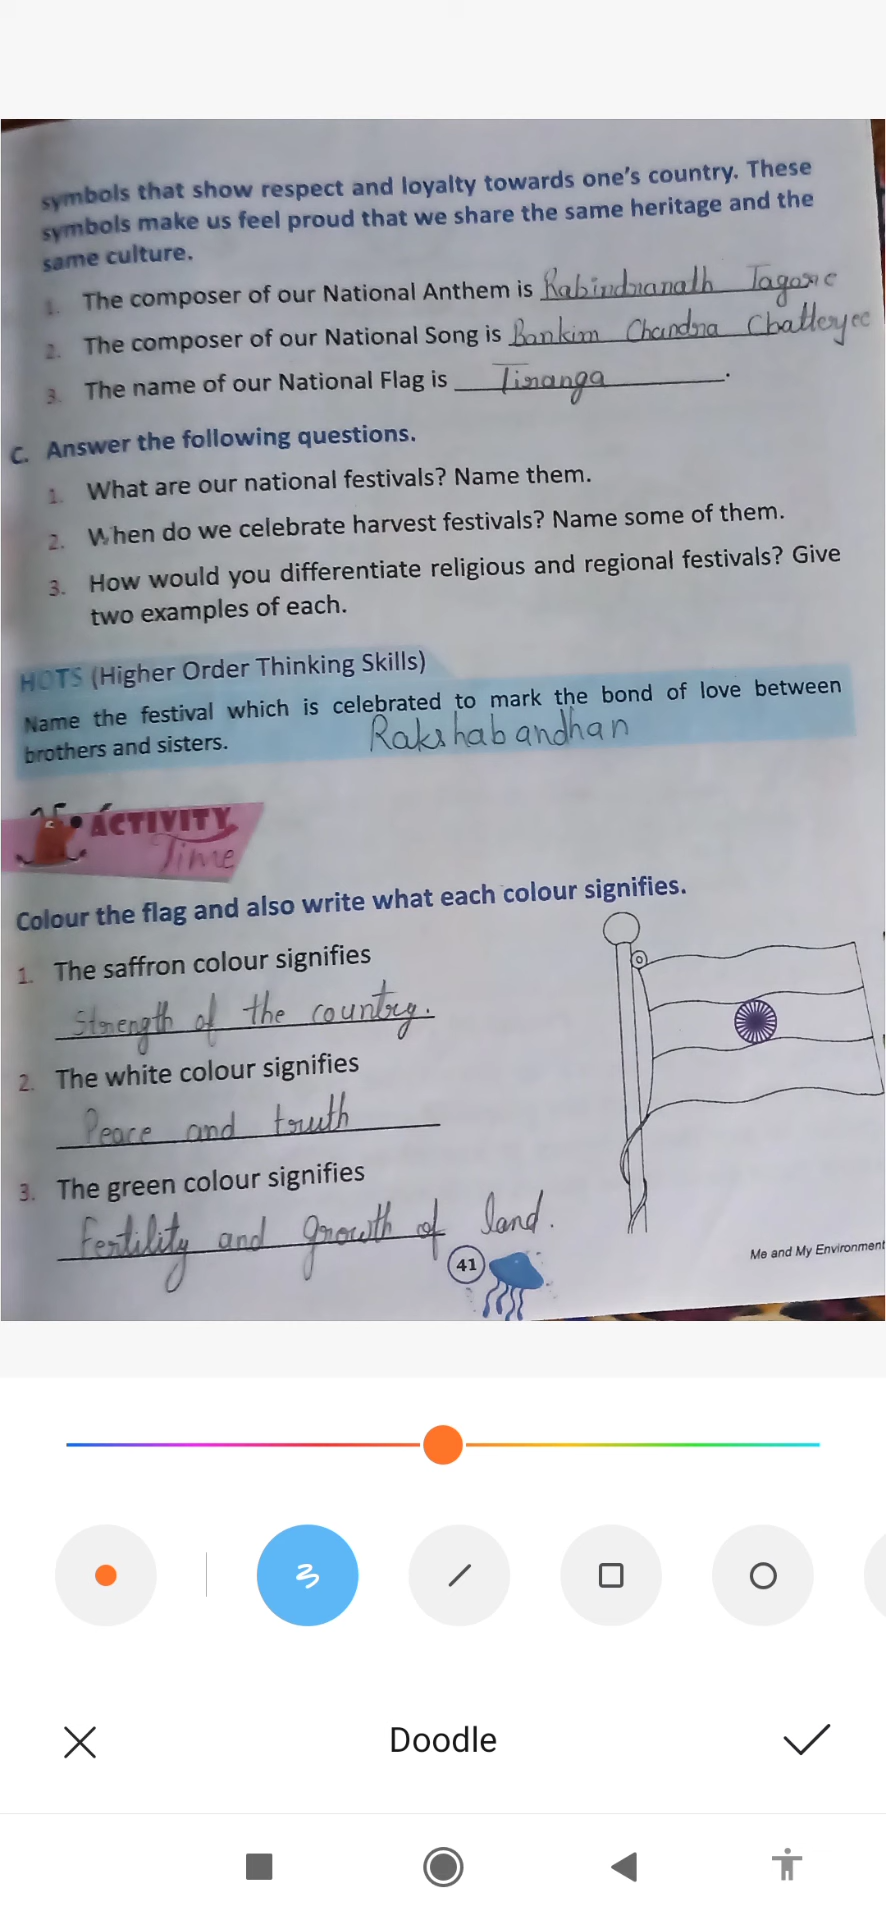 symbols that show respect and loyalty towards one's country. These
symbols make us feel proud that we share the same heritage and the
same culture.
1. The composer of our National Anthem is Rabindranath Tagore
2. The composer of our National Song is Bankim Chandra Chatteryee
3. The name of our National Flag is Tiranga.
C. Answer the following questions.
1. What are our national festivals? Name them.
2. When do we celebrate harvest festivals? Name some of them.
3. How would you differentiate religious and regional festivals? Give
two examples of each.
HOTS (Higher Order Thinking Skills)
Name the festival which is celebrated to mark the bond of love between
brothers and sisters. Rakshabandhan
ACTIVITY
Time
Colour the flag and also write what each colour signifies.
1. The saffron colour signifies
Strength of the country.
2. The white colour signifies
Peace and truth
3. The green colour signifies
Fertility and growth of land.
41
Me and My Environment
Doodle